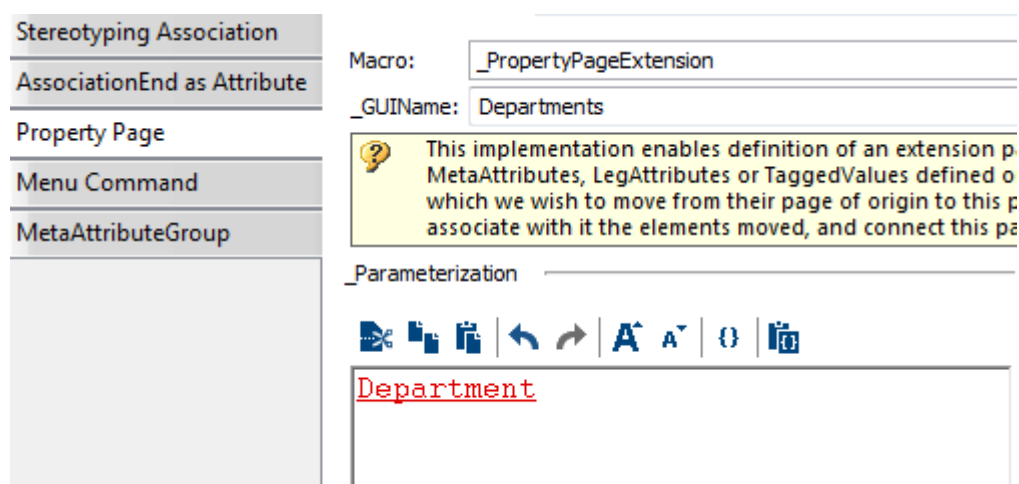 Stereotyping Association
AssociationEnd as Attribute
Property Page
Menu Command
MetaAttributeGroup
Macro: _PropertyPageExtension
_GUIName: Departments
This implementation enables definition of an extension
MetaAttributes, LegAttributes or TaggedValues defined
which we wish to move from their page of origin to this
associate with it the elements moved, and connect this
_Parameterization
Department